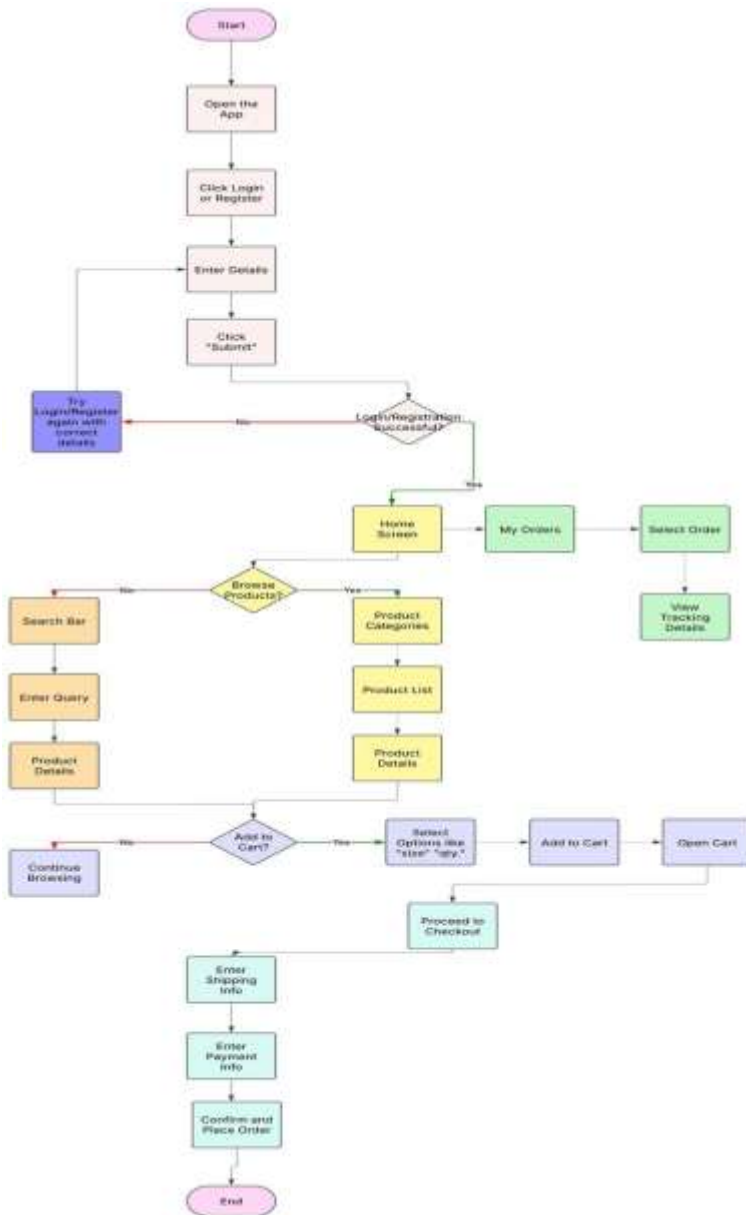 Start
Open the
App
Click Login
or Register
Enter Details
Click
"Submit"
Try
Login/Register
again with
correct
details
No
Login/Registration
Successful?
Yes
Home
Screen
My Orders
Select Order
No
Browse
Products?
Yes
Search Bar
Product
Categories
View
Tracking
Details
Enter Query
Product List
Product
Details
Product
Details
No
Add to
Cart?
Yes
Select
Options like
"size" "qty."
Add to Cart
Open Cart
Continue
Browsing
Proceed to
Checkout
Enter
Shipping
Info
Enter
Payment
Info
Confirm and
Place Order
End